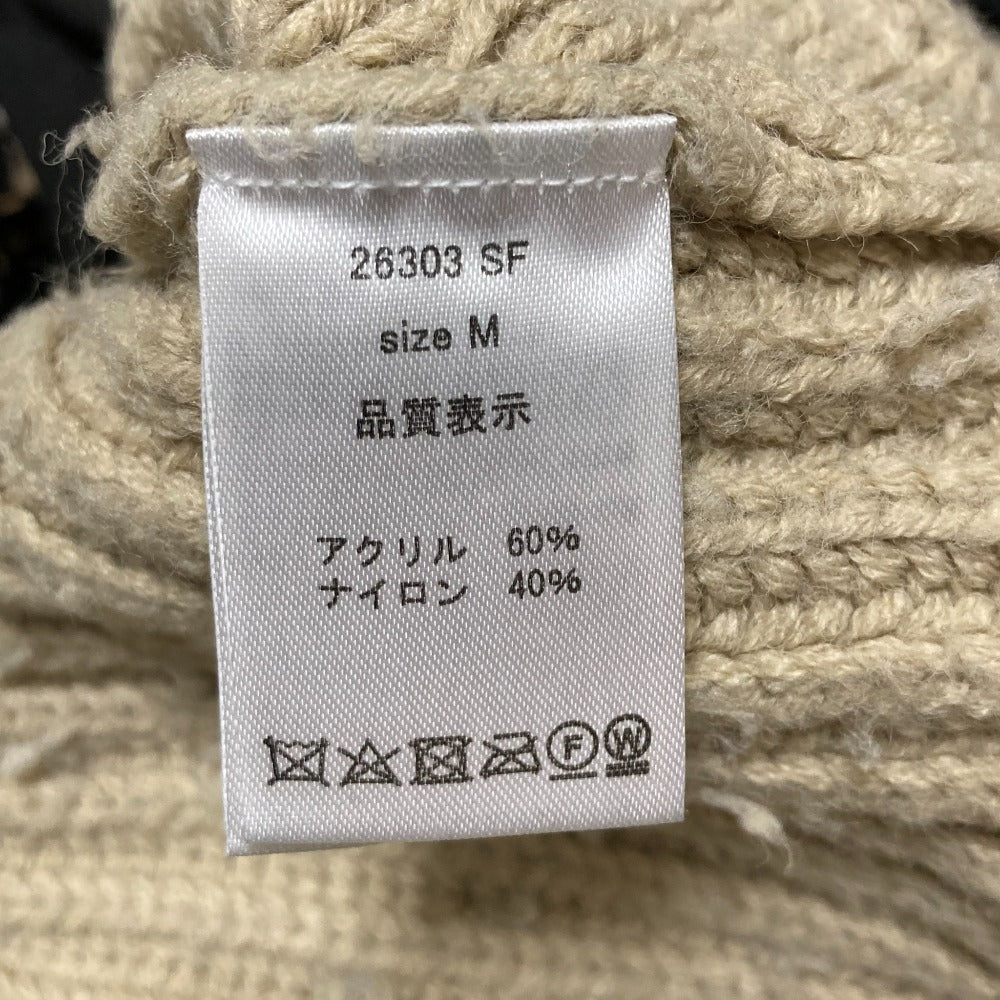 26303 SF
size M
品質表示
アクリル 60%
ナイロン 40%
F W